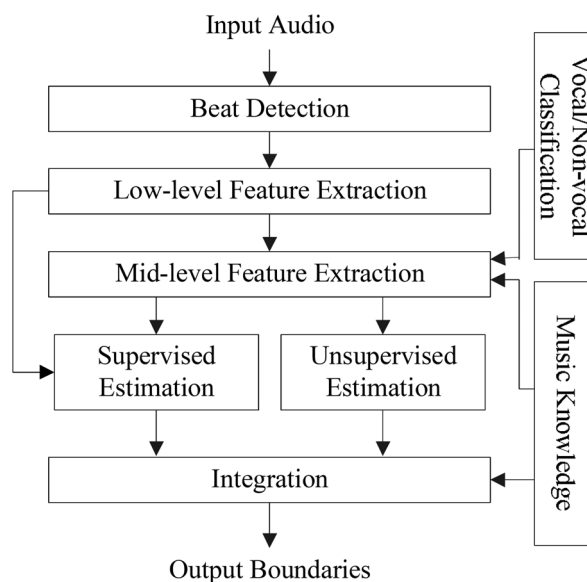 Input Audio
Beat Detection
Low-level Feature Extraction
Mid-level Feature Extraction
Supervised
Estimation
Unsupervised
Estimation
Integration
Output Boundaries
Vocal/Non-vocal
Classification
Music Knowledge